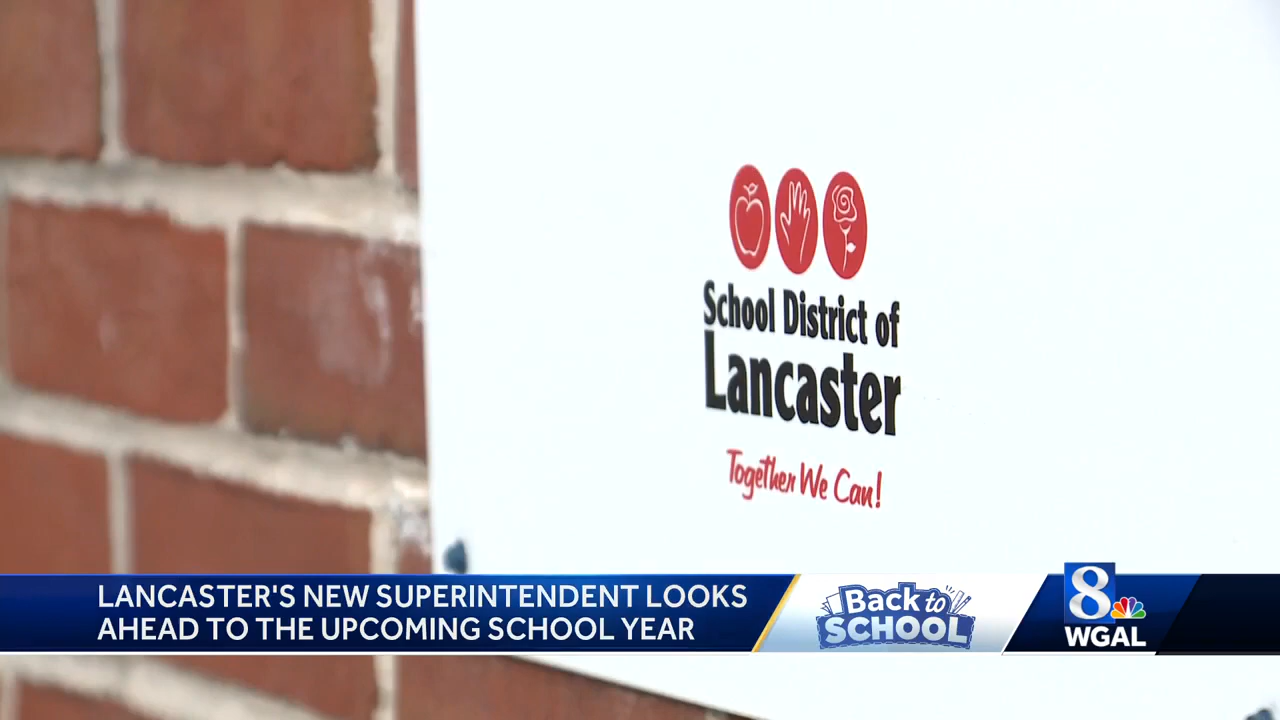 School District of
Lancaster
Together We Can!
LANCASTER'S NEW SUPERINTENDENT LOOKS
AHEAD TO THE UPCOMING SCHOOL YEAR
Back to
SCHOOL
8
WGAL